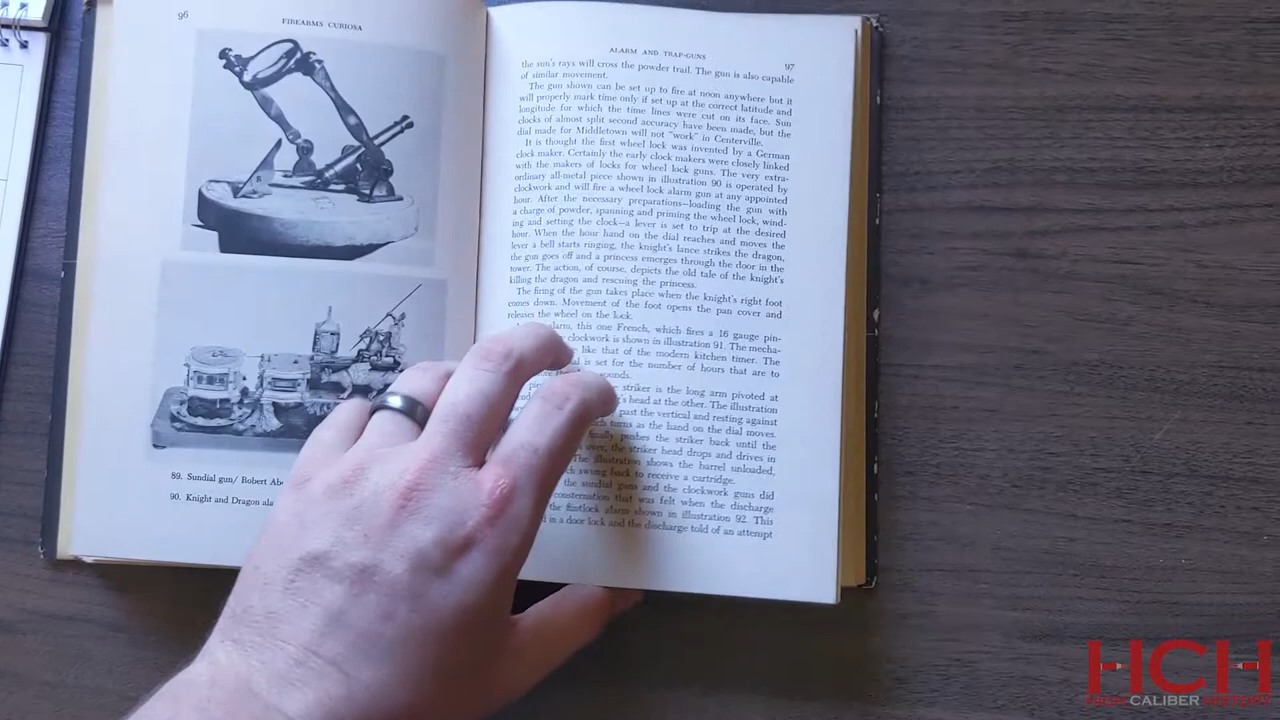 96
FIREARMS CURIOSA
89. Sundial gun/ Robert Abe
90. Knight and Dragon ala
ALARM AND TRAP-GUNS
97
the sun's rays will cross the powder trail. The gun is also capable
of similar movement.
The gun shown can be set up to fire at noon anywhere but it
will properly mark time only if set up at the correct latitude and
longitude for which the time lines were cut on its face. Sun
clocks of almost split second accuracy have been made, but the
dial made for Middletown will not "work" in Centerville.
It is thought the first wheel lock was invented by a German
clock maker. Certainly the early clock makers were closely linked
with the makers of locks for wheel lock guns. The very extra-
ordinary all-metal piece shown in illustration 90 is operated by
clockwork and will fire a wheel lock alarm gun at any appointed
hour. After the necessary preparations—loading the gun with
a charge of powder, spanning and priming the wheel lock, wind-
ing and setting the clock—a lever is set to trip at the desired
hour. When the hour hand on the dial reaches and moves the
lever a bell starts ringing, the knight's lance strikes the dragon,
the gun goes off and a princess emerges through the door in the
tower. The action, of course, depicts the old tale of the knight's
killing the dragon and rescuing the princess.
The firing of the gun takes place when the knight's right foot
comes down. Movement of the foot opens the pan cover and
releases the wheel on the lock.
alarm, this one French, which fires a 16 gauge pin-
clockwork is shown in illustration 91. The mecha-
like that of the modern kitchen timer. The
is set for the number of hours that are to
sounds.
striker is the long arm pivoted at
head at the other. The illustration
past the vertical and resting against
turns as the hand on the dial moves.
finally pushes the striker back until the
over, the striker head drops and drives in
The illustration shows the barrel unloaded,
swung back to receive a cartridge.
the sundial guns and the clockwork guns did
consternation that was felt when the discharge
the flintlock alarm shown in illustration 92. This
in a door lock and the discharge told of an attempt
HCH
HIGH CALIBER HISTORY